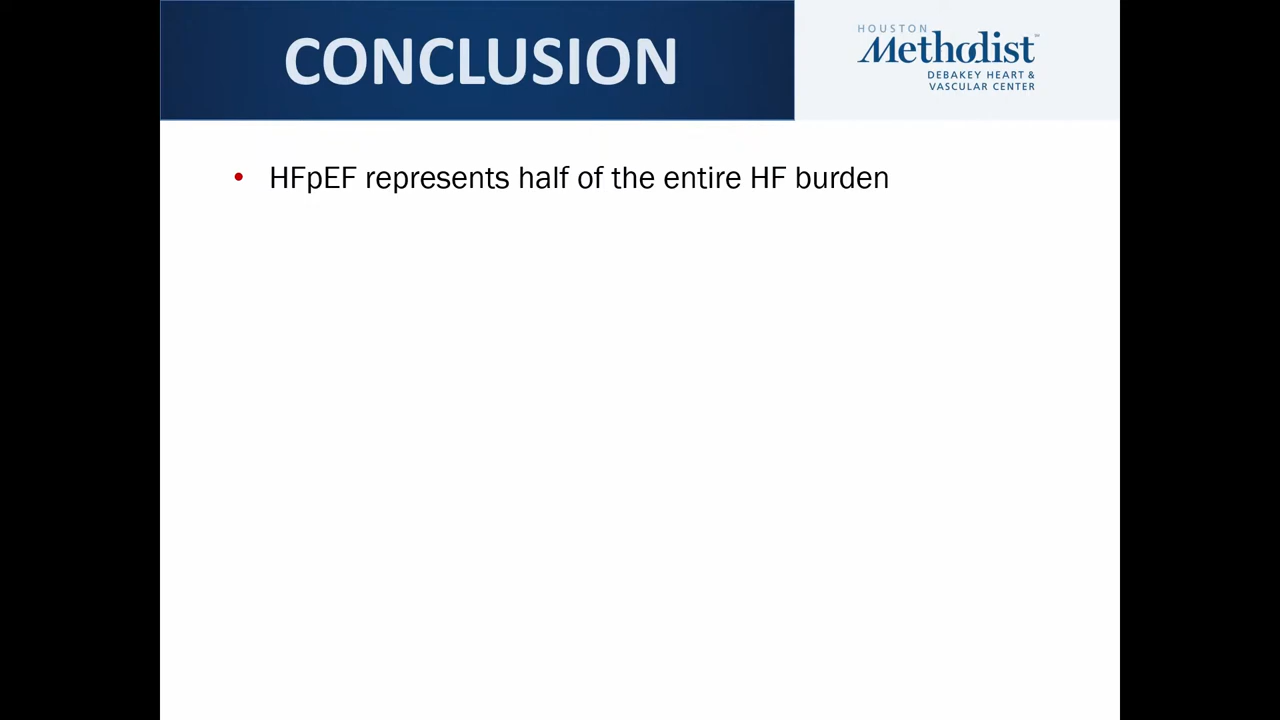 CONCLUSION
HOUSTON
Methodist
DEBAKEY HEART &
VASCULAR CENTER
• HFpEF represents half of the entire HF burden